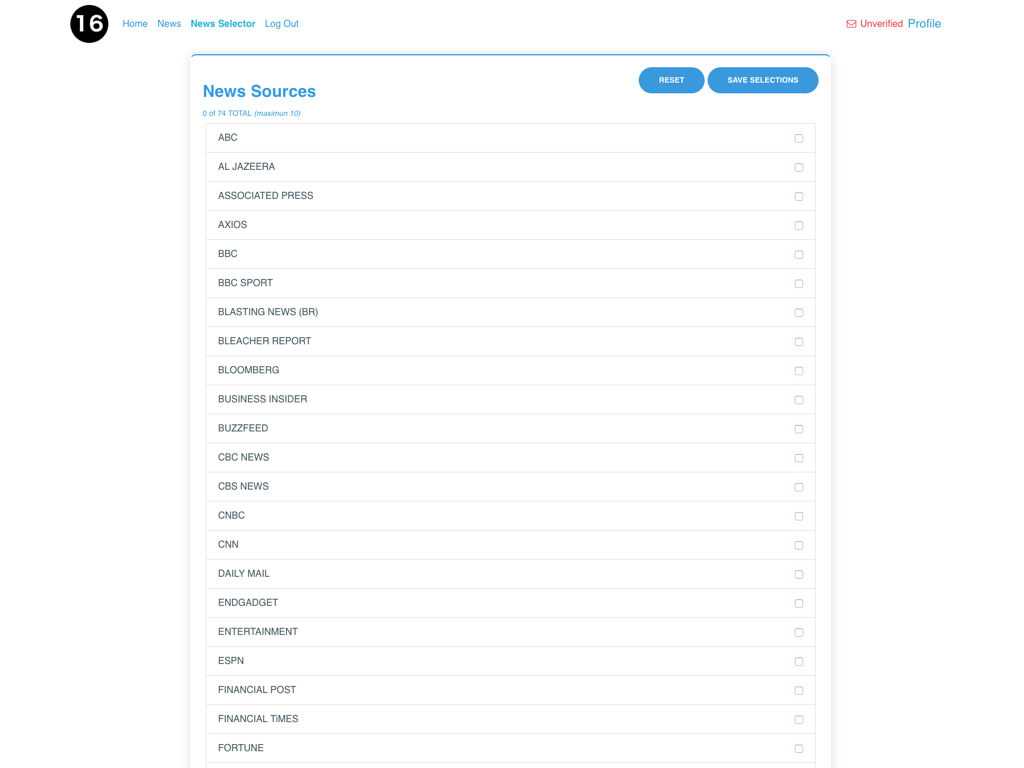 16
Home News News Selector Log Out
Unverified Profile
RESET SAVE SELECTIONS
News Sources
0 of 74 TOTAL (maximun 10)
ABC
AL JAZEERA
ASSOCIATED PRESS
AXIOS
BBC
BBC SPORT
BLASTING NEWS (BR)
BLEACHER REPORT
BLOOMBERG
BUSINESS INSIDER
BUZZFEED
CBC NEWS
CBS NEWS
CNBC
CNN
DAILY MAIL
ENDGADGET
ENTERTAINMENT
ESPN
FINANCIAL POST
FINANCIAL TiMES
FORTUNE